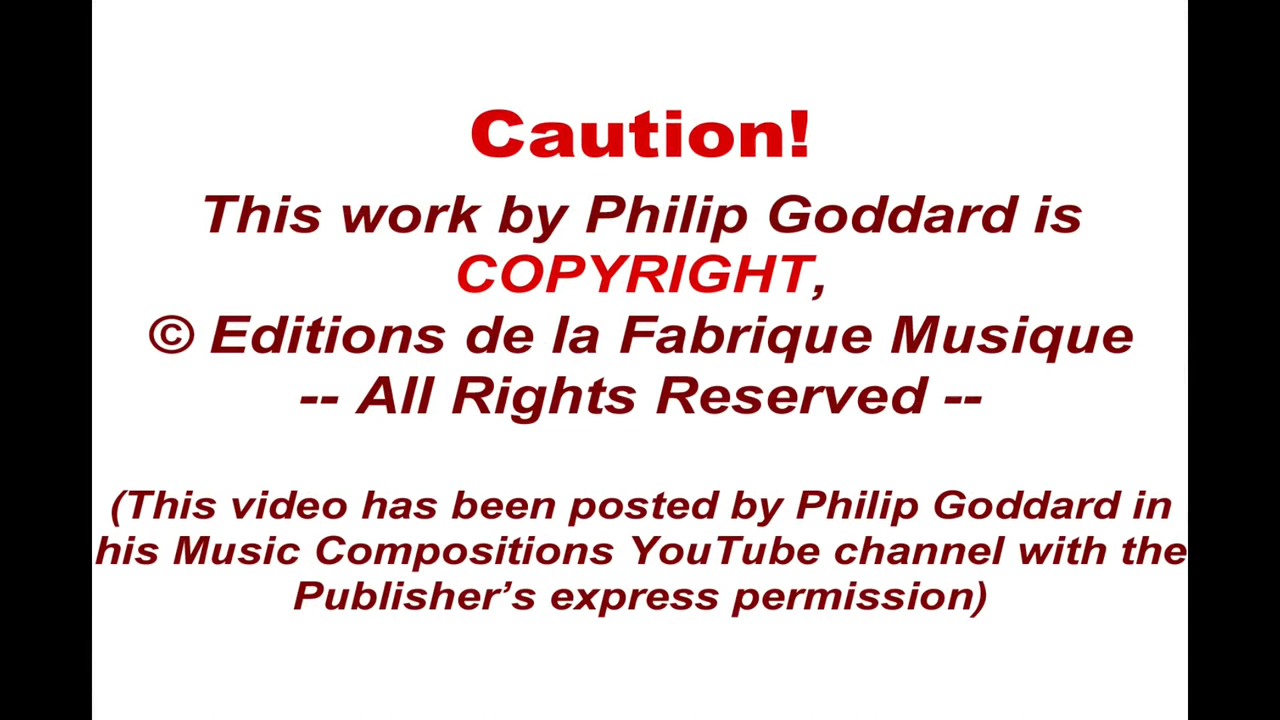 Caution!
This work by Philip Goddard is
COPYRIGHT,
© Editions de la Fabrique Musique
-- All Rights Reserved --
(This video has been posted by Philip Goddard in
his Music Compositions YouTube channel with the
Publisher’s express permission)